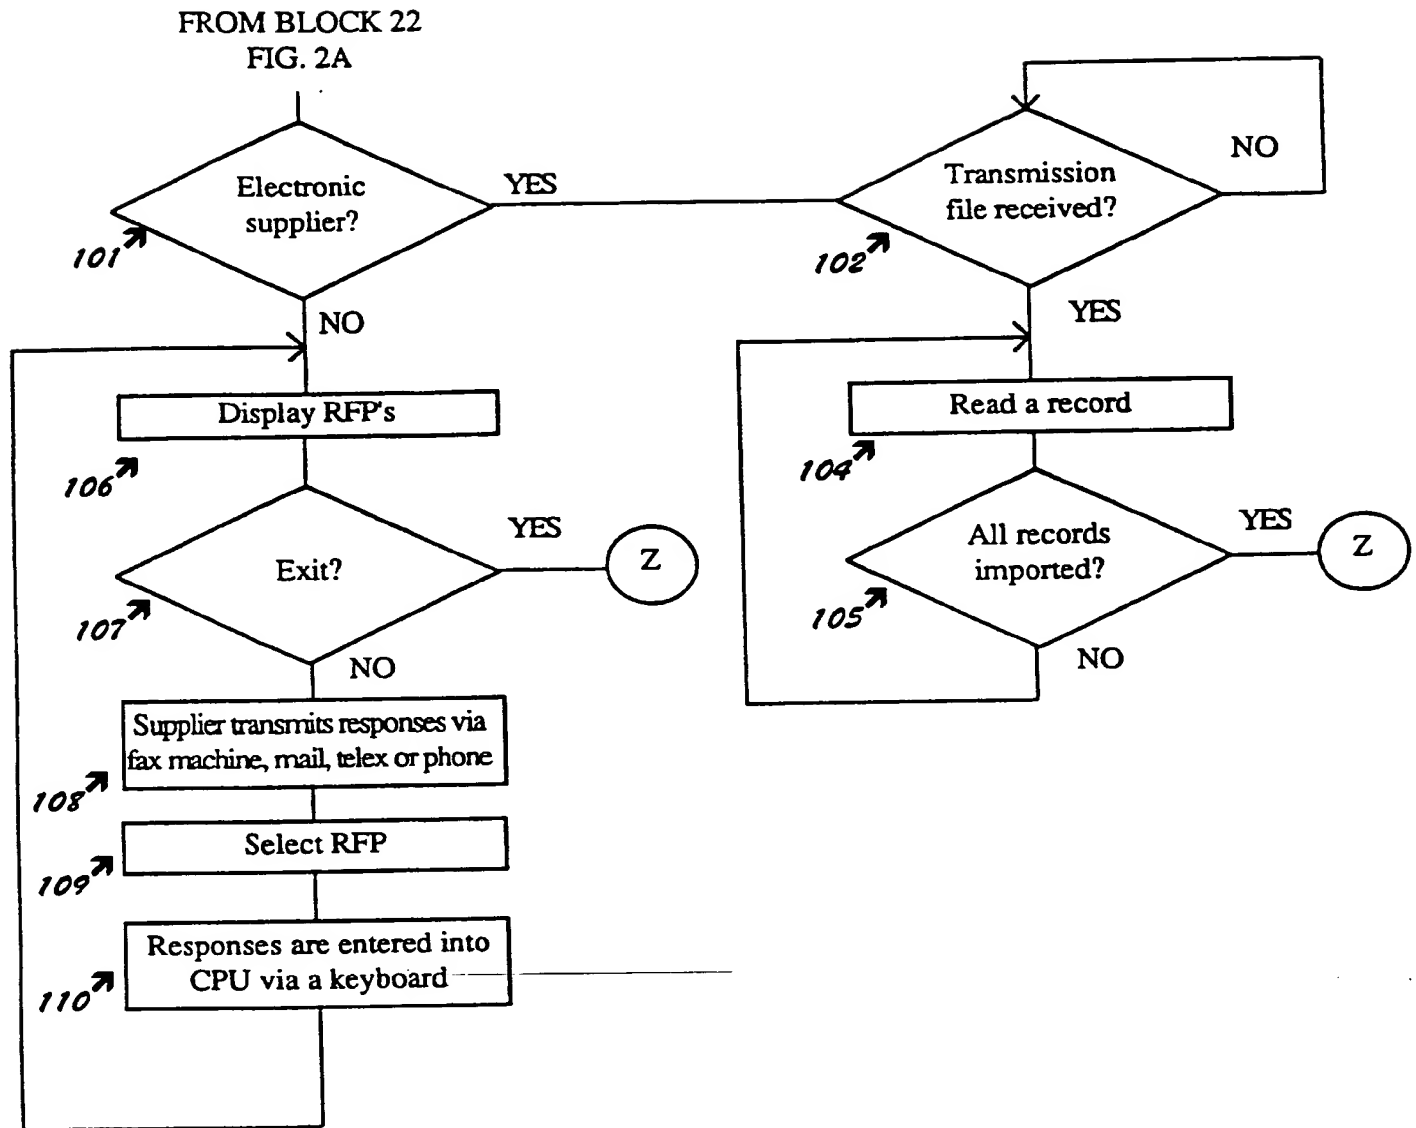 FROM BLOCK 22
FIG. 2A
Electronic
supplier?
YES
101
NO
Transmission
file received?
NO
102
YES
Display RFP's
106
Read a record
104
Exit?
YES
Z
107
NO
All records
imported?
YES
Z
105
NO
Supplier transmits responses via
fax machine, mail, telex or phone
108
Select RFP
109
Responses are entered into
CPU via a keyboard
110